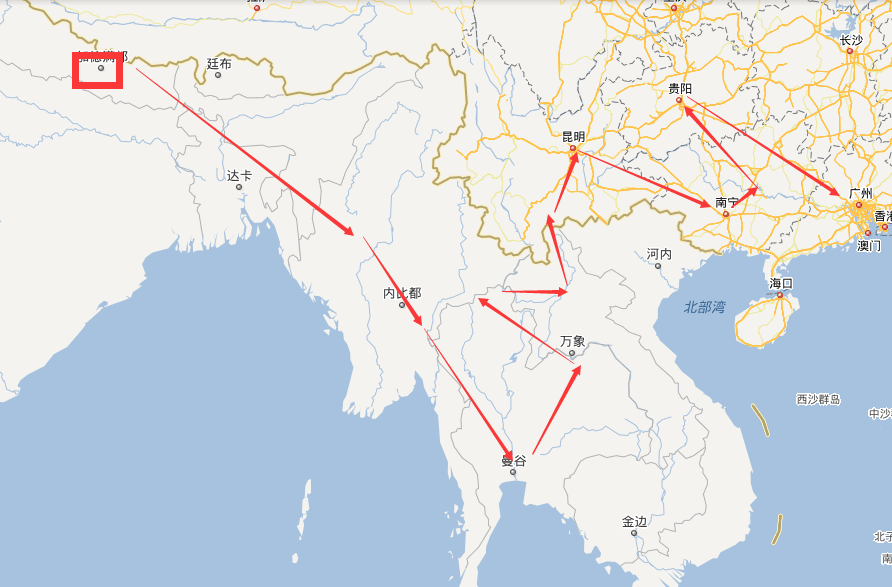 长沙
廷布
贵阳
昆明
达卡
广州
南宁
香港
澳门
河内
海口
内比都
北部湾
万象
西沙群岛
曼谷
金边